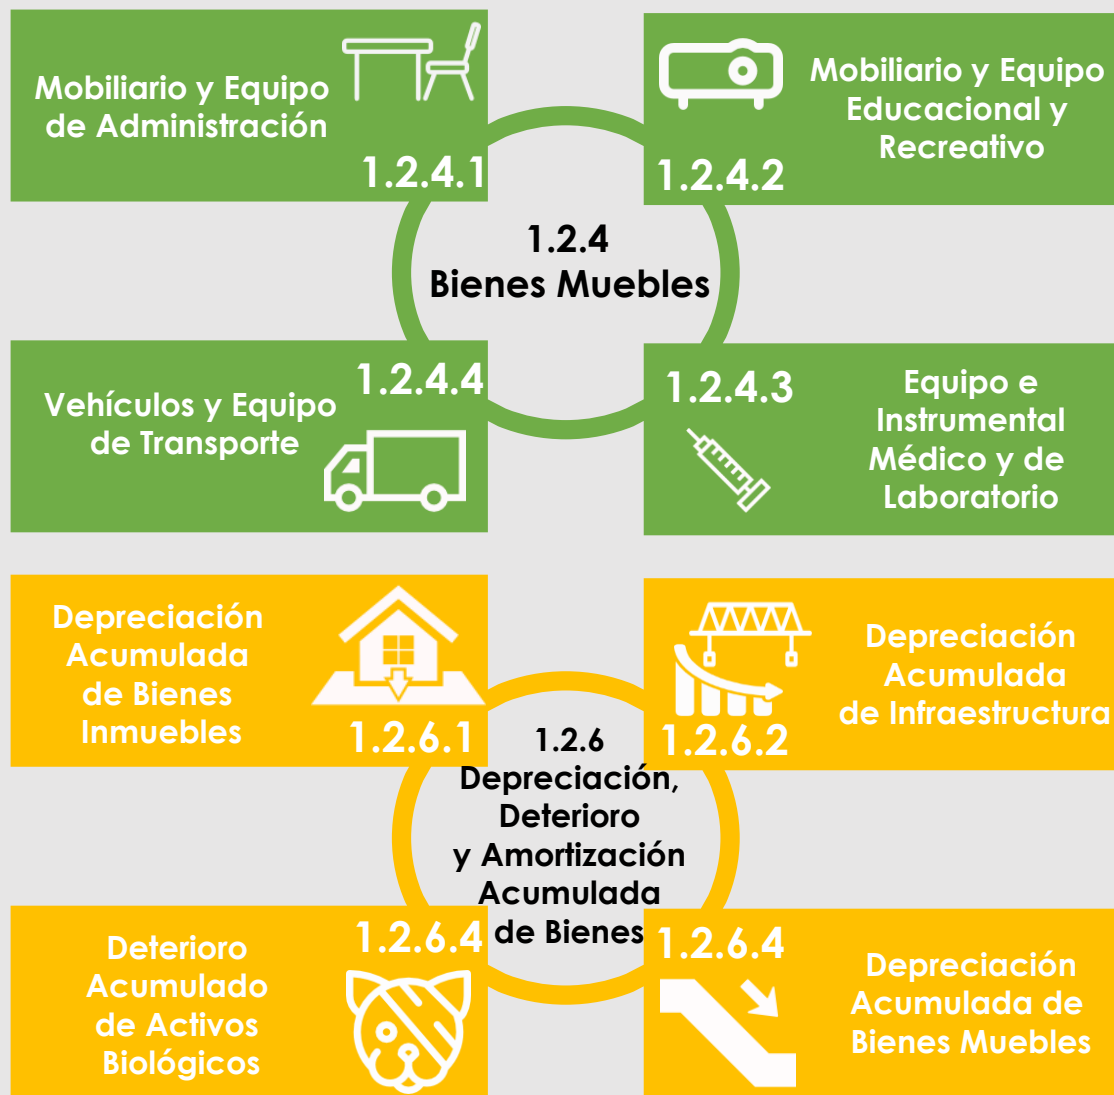 Mobiliario y Equipo
de Administración
1.2.4.1
Mobiliario y Equipo
Educacional y
Recreativo
1.2.4.2
1.2.4
Bienes Muebles
Vehículos y Equipo
de Transporte
1.2.4.4
1.2.4.3
Equipo e
Instrumental
Médico y de
Laboratorio
Depreciación
Acumulada
de Bienes
Inmuebles
1.2.6.1
Depreciación
Acumulada
de Infraestructura
1.2.6.2
1.2.6
Depreciación,
Deterioro
y Amortización
Acumulada
de Bienes
Deterioro
Acumulado
de Activos
Biológicos
1.2.6.4
1.2.6.4
Depreciación
Acumulada de
Bienes Muebles